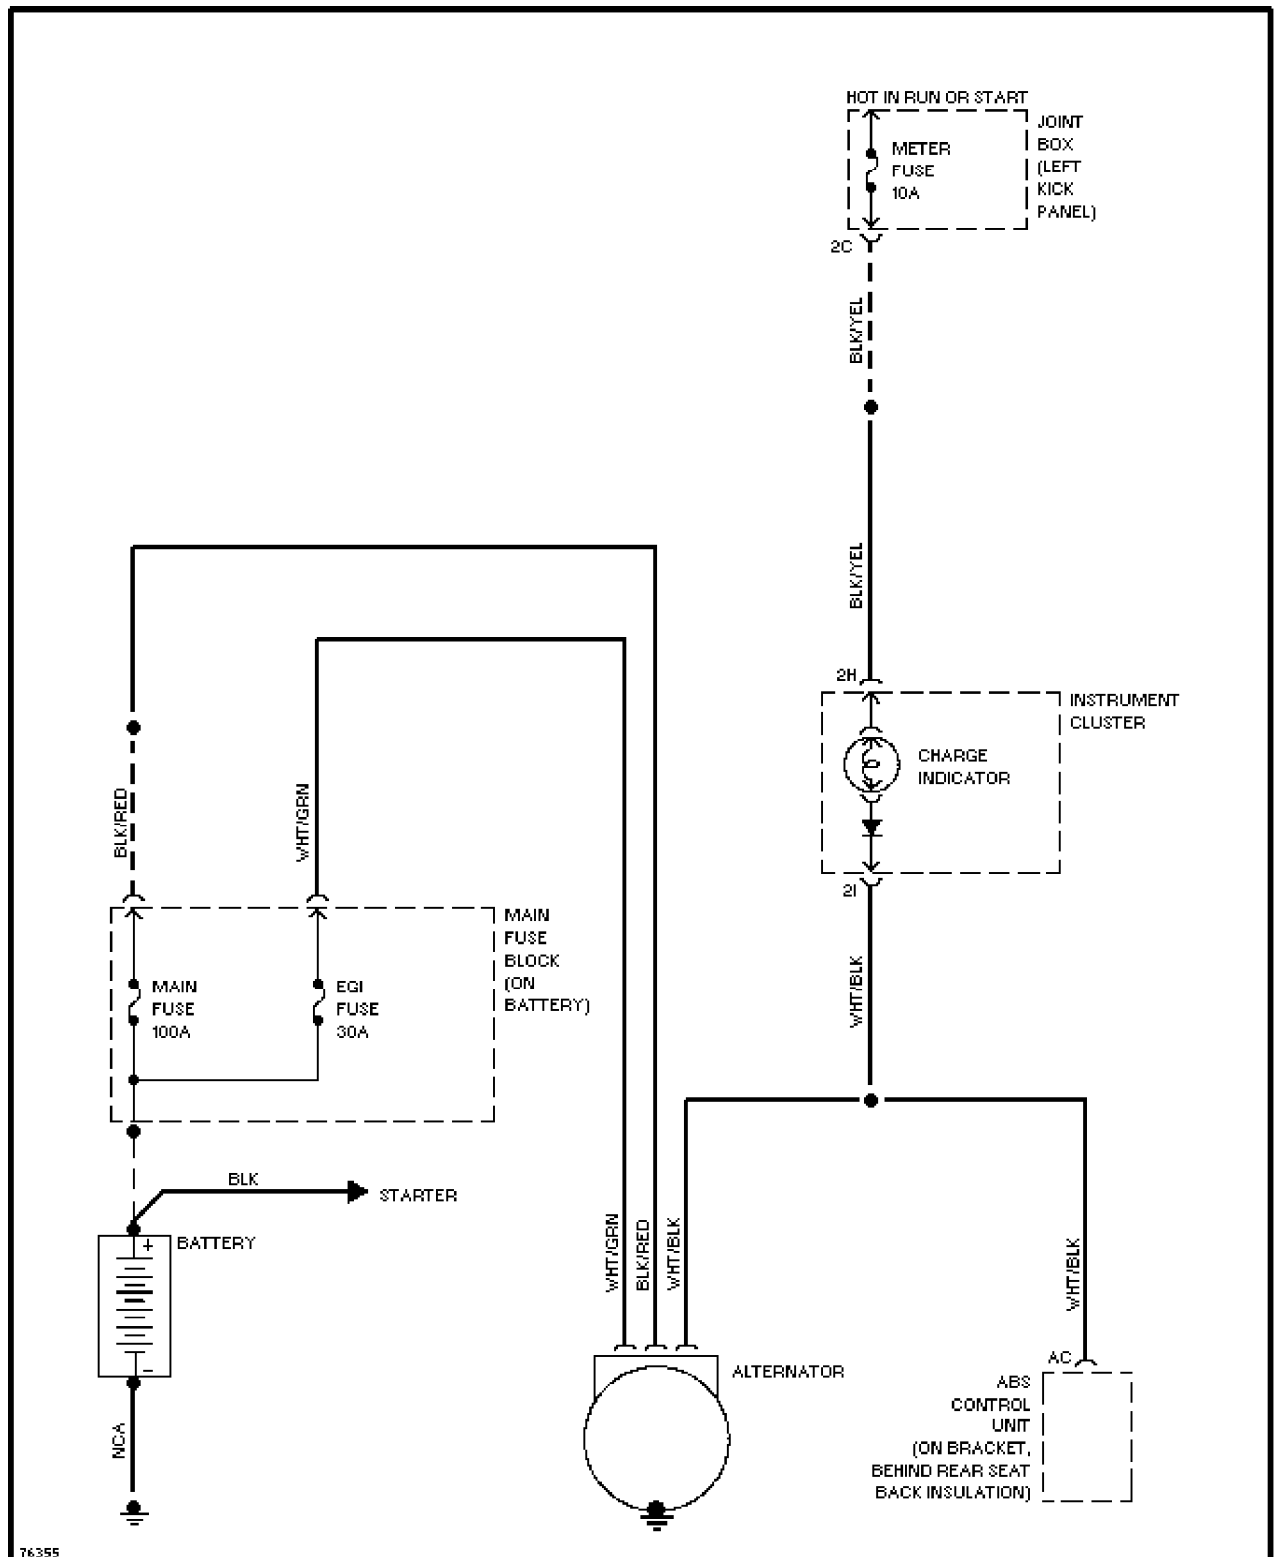 HOT IN RUN OR START
METER
FUSE
10A
JOINT
BOX
(LEFT
KICK
PANEL)
2C
BLK/YEL
BLK/YEL
2H
INSTRUMENT
CLUSTER
CHARGE
INDICATOR
2I
BLK/RED
WHT/GRN
MAIN
FUSE
BLOCK
(ON
BATTERY)
MAIN
FUSE
100A
EGI
FUSE
30A
WHT/BLK
BLK
STARTER
+
BATTERY
-
NCA
WHT/GRN
BLK/RED
WHT/BLK
WHT/BLK
ALTERNATOR
AC
ABS
CONTROL
UNIT
(ON BRACKET,
BEHIND REAR SEAT
BACK INSULATION)
76355